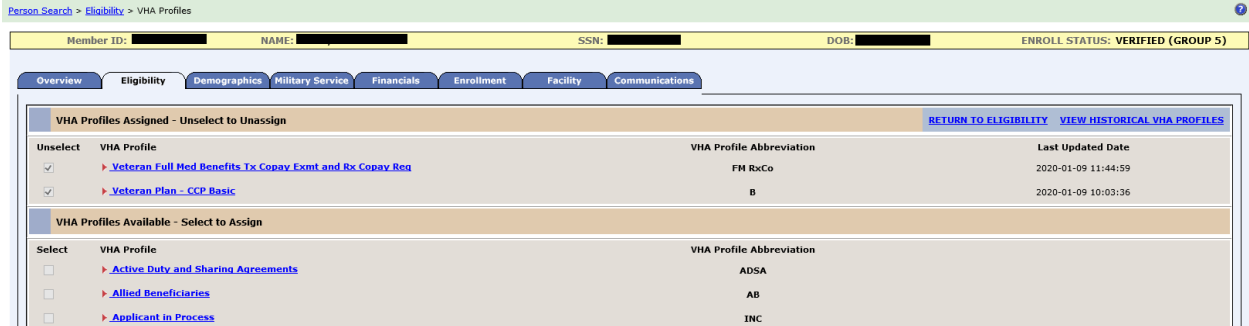 Person Search > Eligibility > VHA Profiles
Member ID: NAME: SSN: DOB: ENROLL STATUS: VERIFIED (GROUP 5)
Overview Eligibility Demographics Military Service Financials Enrollment Facility Communications
VHA Profiles Assigned - Unselect to Unassign RETURN TO ELIGIBILITY VIEW HISTORICAL VHA PROFILES
Unselect VHA Profile VHA Profile Abbreviation Last Updated Date
Veteran Full Med Benefits Tx Copay Exmt and Rx Copay Req FM RxCo 2020-01-09 11:44:59
Veteran Plan - CCP Basic B 2020-01-09 10:03:36
VHA Profiles Available - Select to Assign
Select VHA Profile VHA Profile Abbreviation
Active Duty and Sharing Agreements ADSA
Allied Beneficiaries AB
Applicant in Process INC